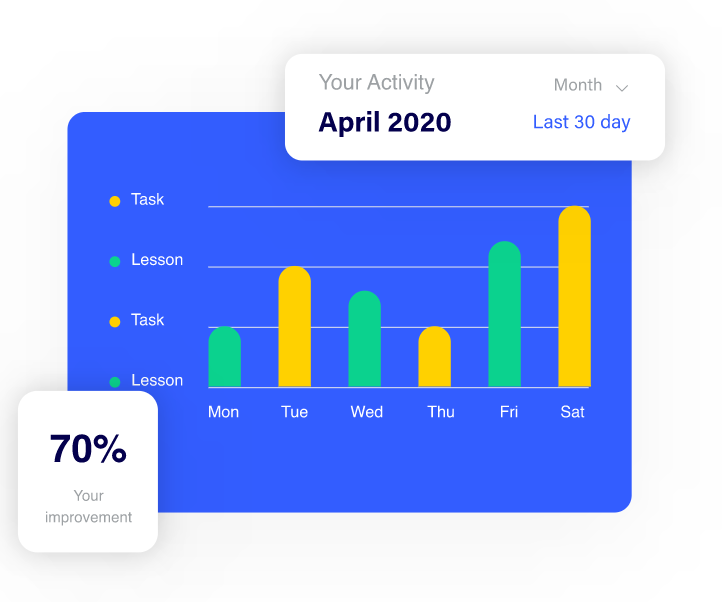 Your Activity
Month
April 2020
Last 30 day
Task
Lesson
Task
Lesson
Mon Tue Wed Thu Fri Sat
70%
Your
improvement